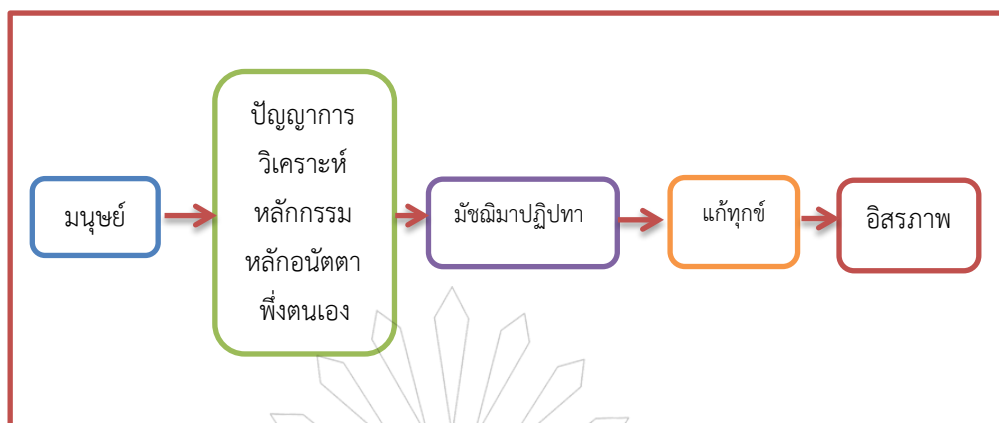 มนุษย์
ปัญญาการ
วิเคราะห์
หลักกรรม
หลักอนัตตา
พึ่งตนเอง
มัชฌิมาปฏิปทา
แก้ทุกข์
อิสรภาพ